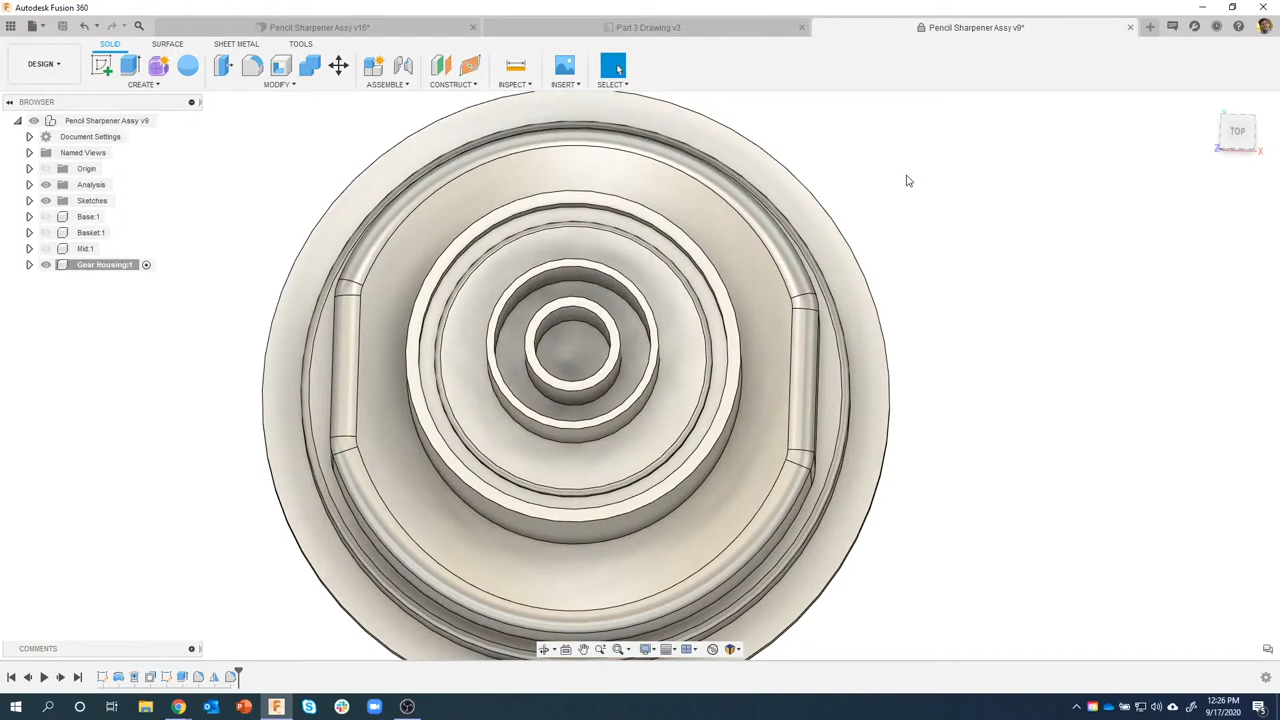 Autodesk Fusion 360
Pencil Sharpener Assy v16*
Part 3 Drawing v3
Pencil Sharpener Assy v9*
SOLID
SURFACE
SHEET METAL
TOOLS
DESIGN
CREATE
MODIFY
ASSEMBLE
CONSTRUCT
INSPECT
INSERT
SELECT
BROWSER
Pencil Sharpener Assy v9
Document Settings
Named Views
Origin
Analysis
Sketches
Base:1
Basket:1
Mid:1
Gear Housing:1
TOP
Y
Z
X
COMMENTS
12:26 PM
9/17/2020
5